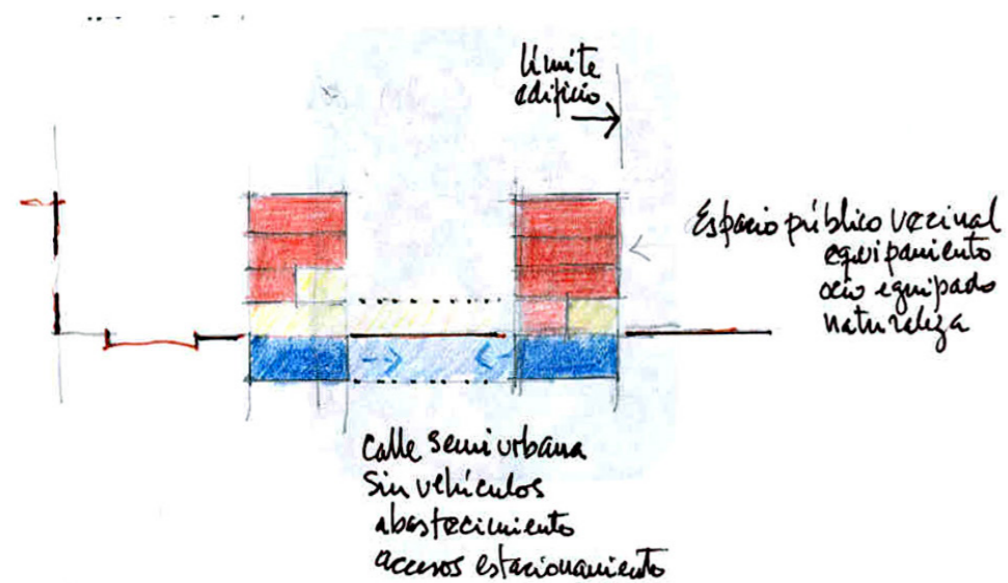 límite
edificio
Espacio público vecinal
equipamiento
ocio equipado
naturaleza
Calle semiurbana
Sin vehículos
abastecimiento
accesos estacionamiento